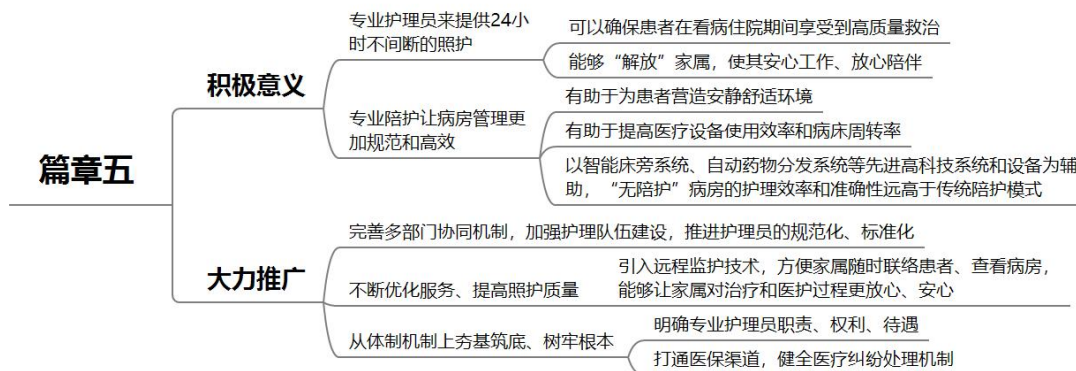 篇章五
积极意义
专业护理员来提供24小
时不间断的照护
可以确保患者在看病住院期间享受到高质量救治
能够“解放”家属，使其安心工作、放心陪伴
专业陪护让病房管理更
加规范和高效
有助于为患者营造安静舒适环境
有助于提高医疗设备使用效率和病床周转率
以智能床旁系统、自动药物分发系统等先进高科技系统和设备为辅
助，“无陪护”病房的护理效率和准确性远高于传统陪护模式
大力推广
完善多部门协同机制，加强护理队伍建设，推进护理员的规范化、标准化
不断优化服务、提高照护质量
引入远程监护技术，方便家属随时联络患者、查看病房，
能够让家属对治疗和医护过程更放心、安心
从体制机制上夯基筑底、树牢根本
明确专业护理员职责、权利、待遇
打通医保渠道，健全医疗纠纷处理机制